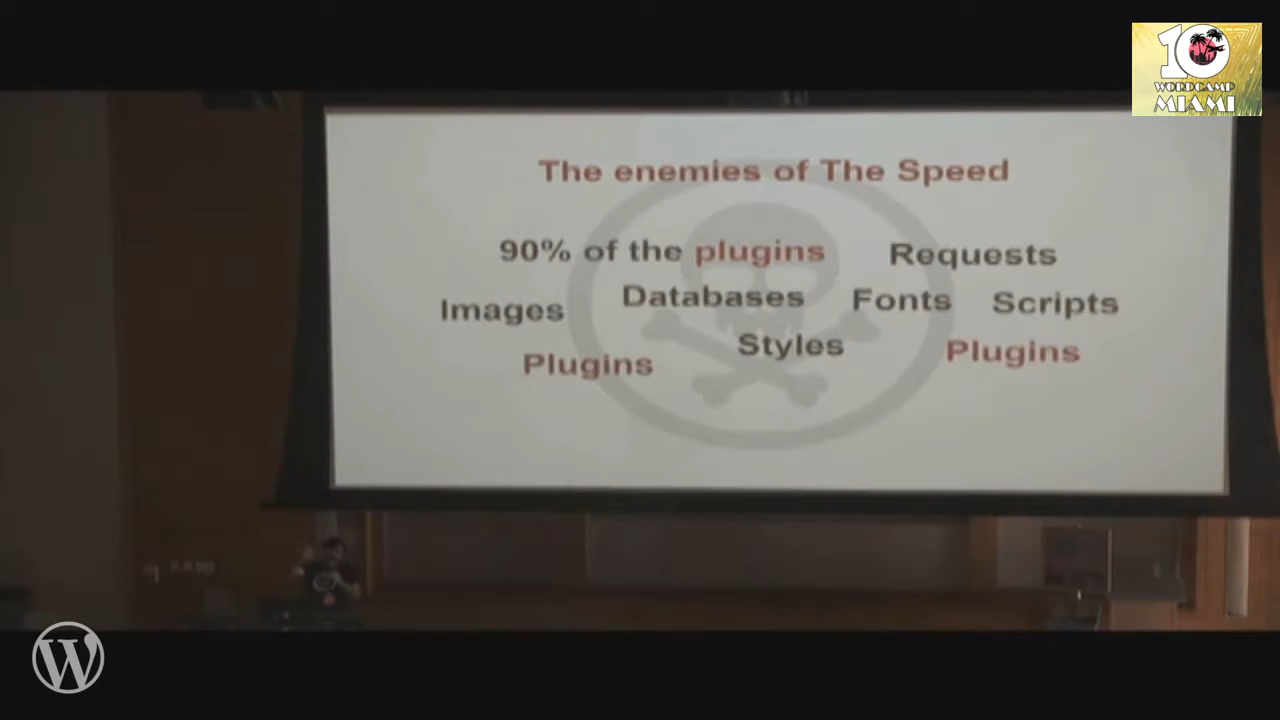 10
WORDCAMP
MIAMI
The enemies of The Speed
90% of the plugins
Requests
Images
Databases
Fonts
Scripts
Plugins
Styles
Plugins
W